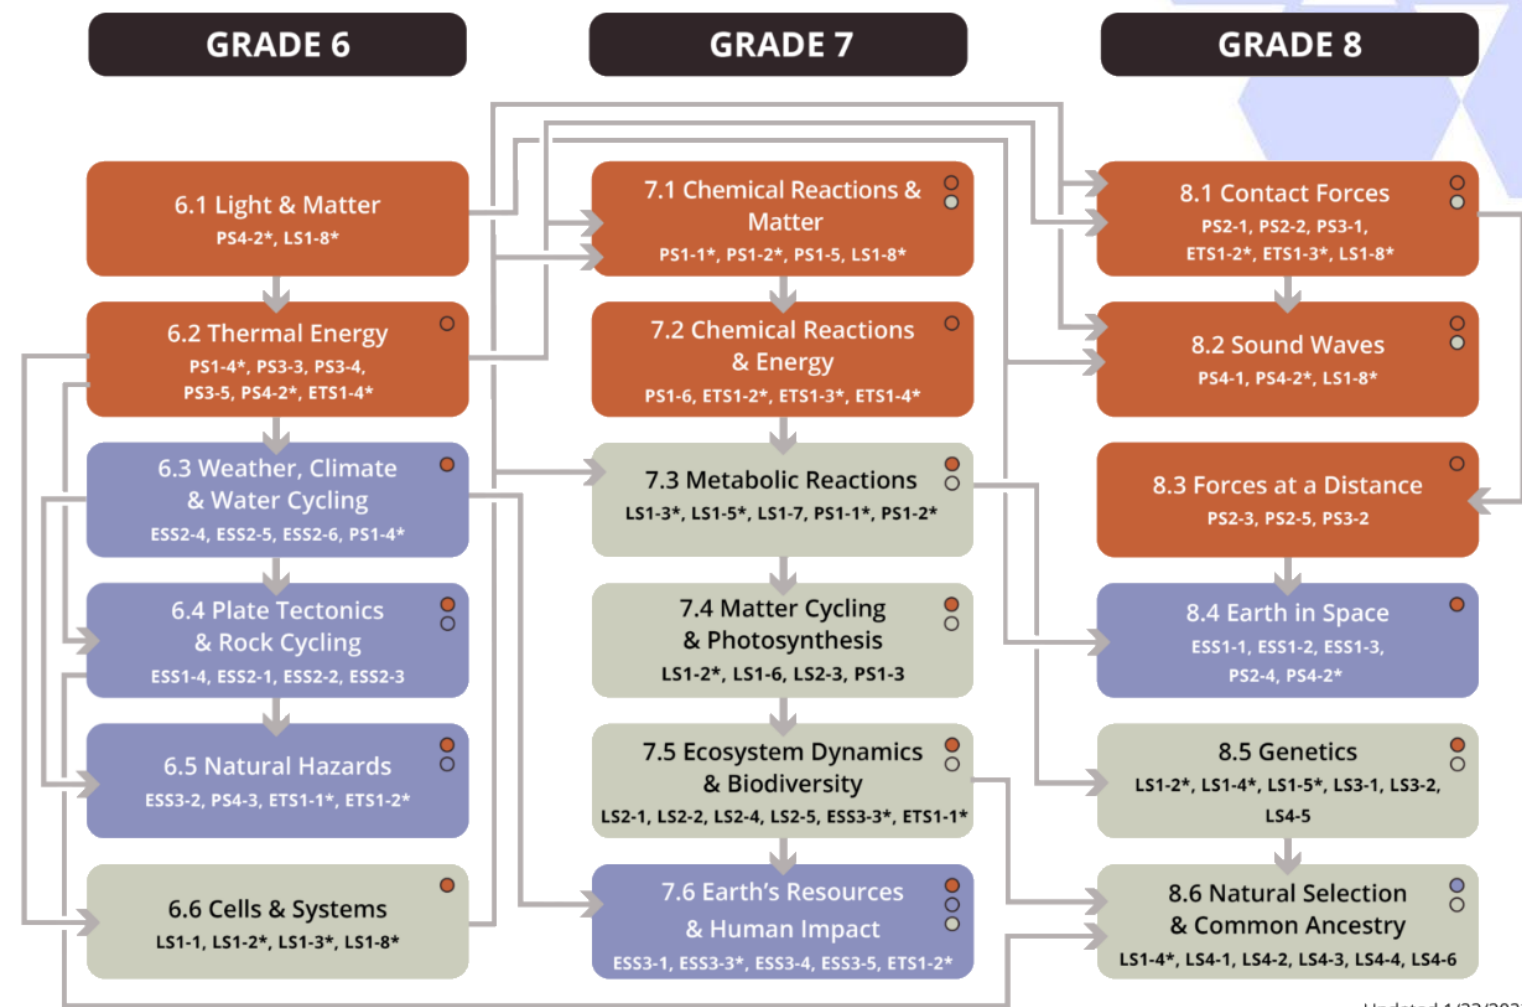 GRADE 6
GRADE 7
GRADE 8
6.1 Light & Matter
PS4-2*, LS1-8*
6.2 Thermal Energy
PS1-4*, PS3-3, PS3-4,
PS3-5, PS4-2*, ETS1-4*
6.3 Weather, Climate
& Water Cycling
ESS2-4, ESS2-5, ESS2-6, PS1-4*
6.4 Plate Tectonics
& Rock Cycling
ESS1-4, ESS2-1, ESS2-2, ESS2-3
6.5 Natural Hazards
ESS3-2, PS4-3, ETS1-1*, ETS1-2*
6.6 Cells & Systems
LS1-1, LS1-2*, LS1-3*, LS1-8*
7.1 Chemical Reactions &
Matter
PS1-1*, PS1-2*, PS1-5, LS1-8*
7.2 Chemical Reactions
& Energy
PS1-6, ETS1-2*, ETS1-3*, ETS1-4*
7.3 Metabolic Reactions
LS1-3*, LS1-5*, LS1-7, PS1-1*, PS1-2*
7.4 Matter Cycling
& Photosynthesis
LS1-2*, LS1-6, LS2-3, PS1-3
7.5 Ecosystem Dynamics
& Biodiversity
LS2-1, LS2-2, LS2-4, LS2-5, ESS3-3*, ETS1-1*
7.6 Earth's Resources
& Human Impact
ESS3-1, ESS3-3*, ESS3-4, ESS3-5, ETS1-2*
8.1 Contact Forces
PS2-1, PS2-2, PS3-1,
ETS1-2*, ETS1-3*, LS1-8*
8.2 Sound Waves
PS4-1, PS4-2*, LS1-8*
8.3 Forces at a Distance
PS2-3, PS2-5, PS3-2
8.4 Earth in Space
ESS1-1, ESS1-2, ESS1-3,
PS2-4, PS4-2*
8.5 Genetics
LS1-2*, LS1-4*, LS1-5*, LS3-1, LS3-2,
LS4-5
8.6 Natural Selection
& Common Ancestry
LS1-4*, LS4-1, LS4-2, LS4-3, LS4-4, LS4-6
Updated